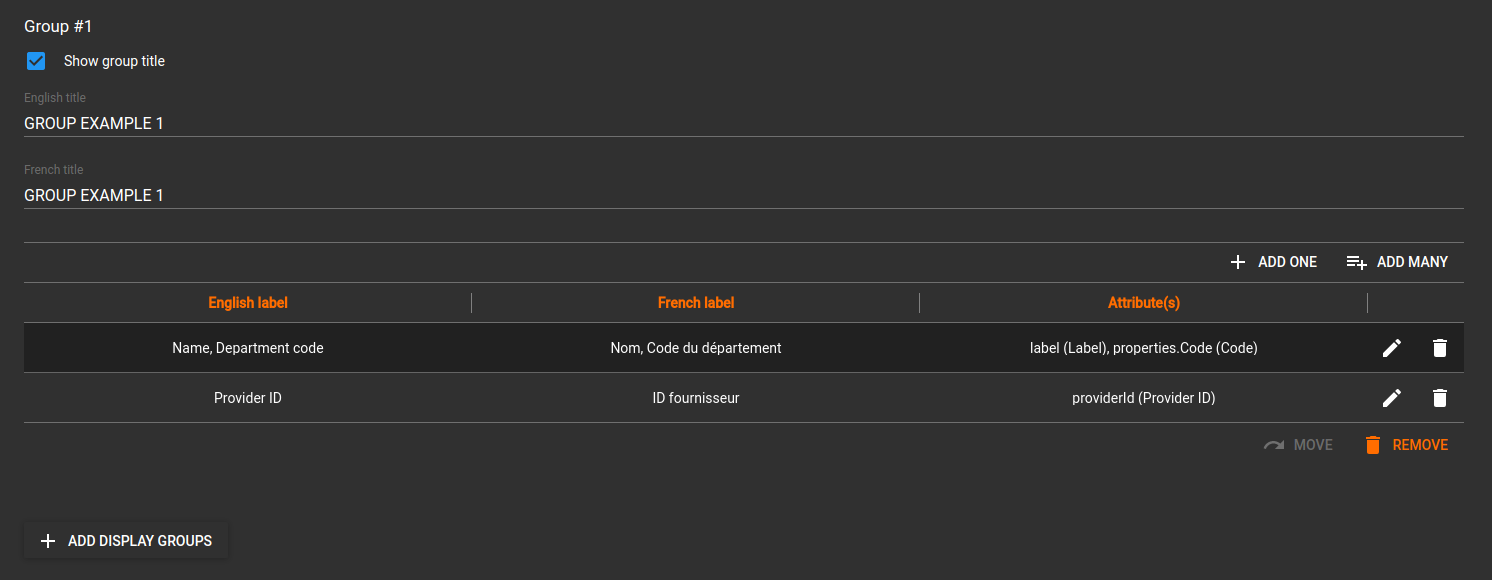 Group #1
Show group title
English title
GROUP EXAMPLE 1
French title
GROUP EXAMPLE 1
ADD ONE ADD MANY
English label French label Attribute(s)
Name, Department code Nom, Code du département label (Label), properties.Code (Code)
Provider ID ID fournisseur providerId (Provider ID)
MOVE REMOVE
ADD DISPLAY GROUPS